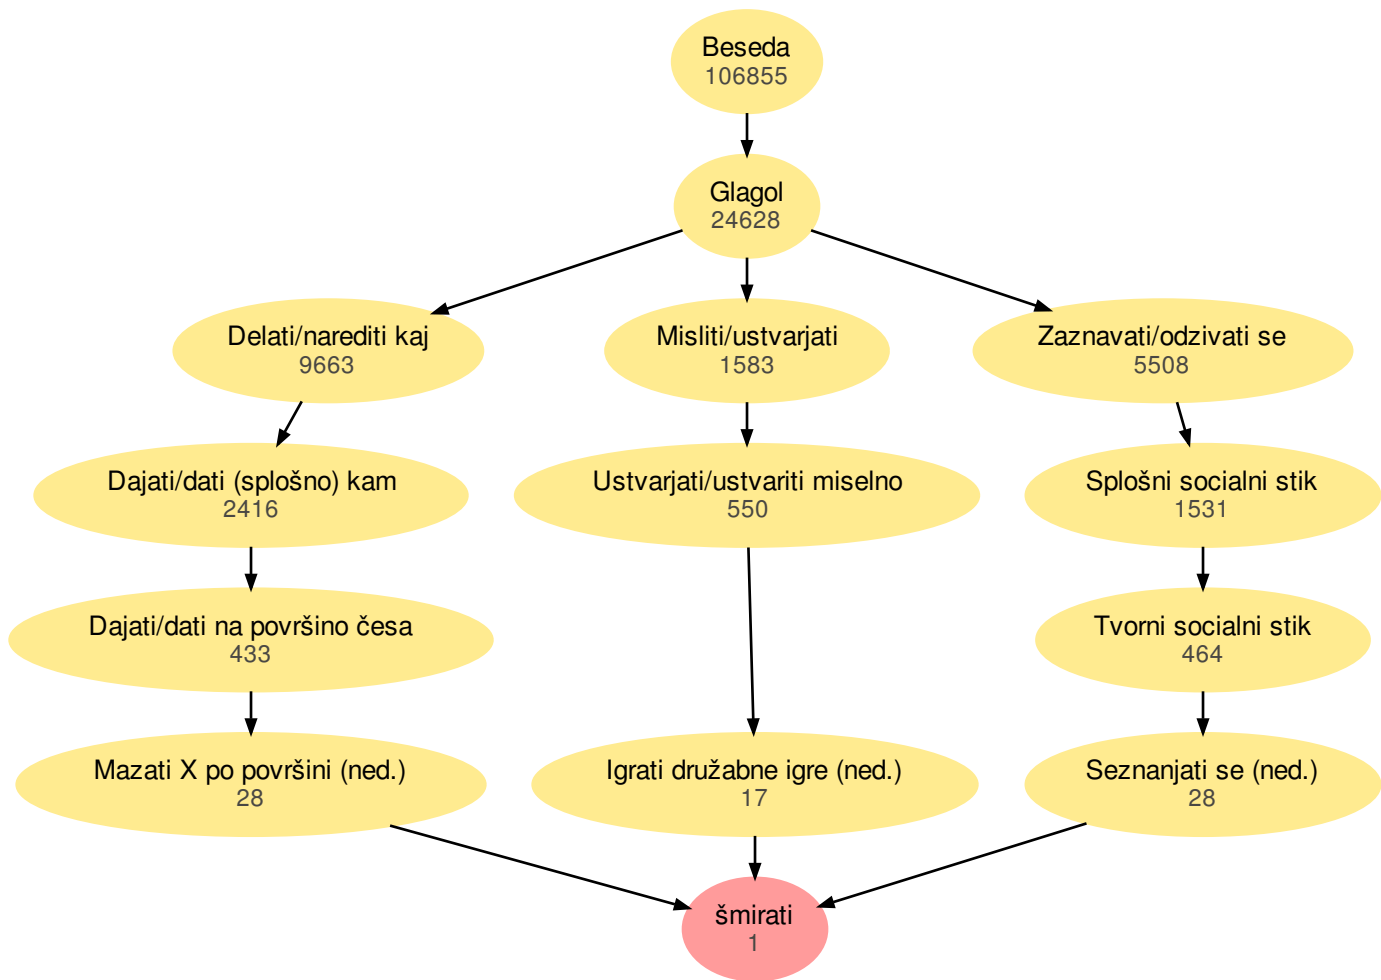 Beseda
106855
Glagol
24628
Delati/narediti kaj
9663
Misliti/ustvarjati
1583
Zaznavati/odzivati se
5508
Dajati/dati (splošno) kam
2416
Ustvarjati/ustvariti miselno
550
Splošni socialni stik
1531
Dajati/dati na površino česa
433
Tvorni socialni stik
464
Mazati X po površini (ned.)
28
Igrati družabne igre (ned.)
17
Seznanjati se (ned.)
28
šmirati
1